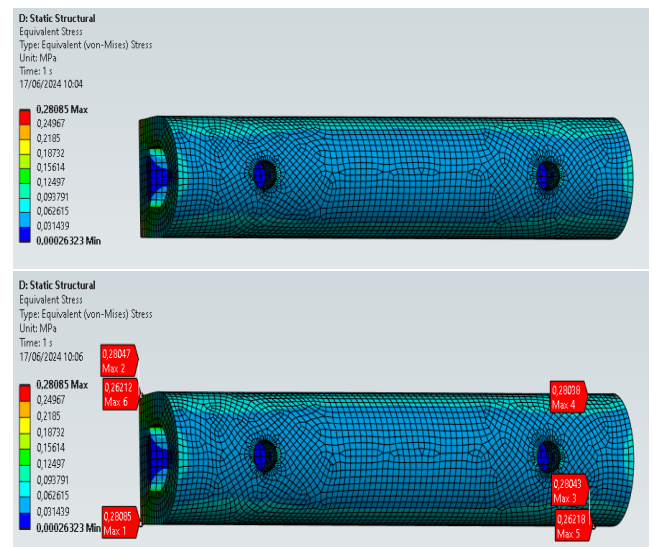 D: Static Structural
Equivalent Stress
Type: Equivalent (von-Mises) Stress
Unit: MPa
Time: 1 s
17/06/2024 10:04
0,28085 Max
0,24967
0,2185
0,18732
0,15614
0,12497
0,093791
0,062615
0,031439
0,00026323 Min
D: Static Structural
Equivalent Stress
Type: Equivalent (von-Mises) Stress
Unit: MPa
Time: 1 s
17/06/2024 10:06
0,28085 Max
0,24967
0,2185
0,18732
0,15614
0,12497
0,093791
0,062615
0,031439
0,00026323 Min
0,28047
Max 2
0,26212
Max 6
0,28085
Max 1
0,28038
Max 4
0,28043
Max 3
0,26218
Max 5